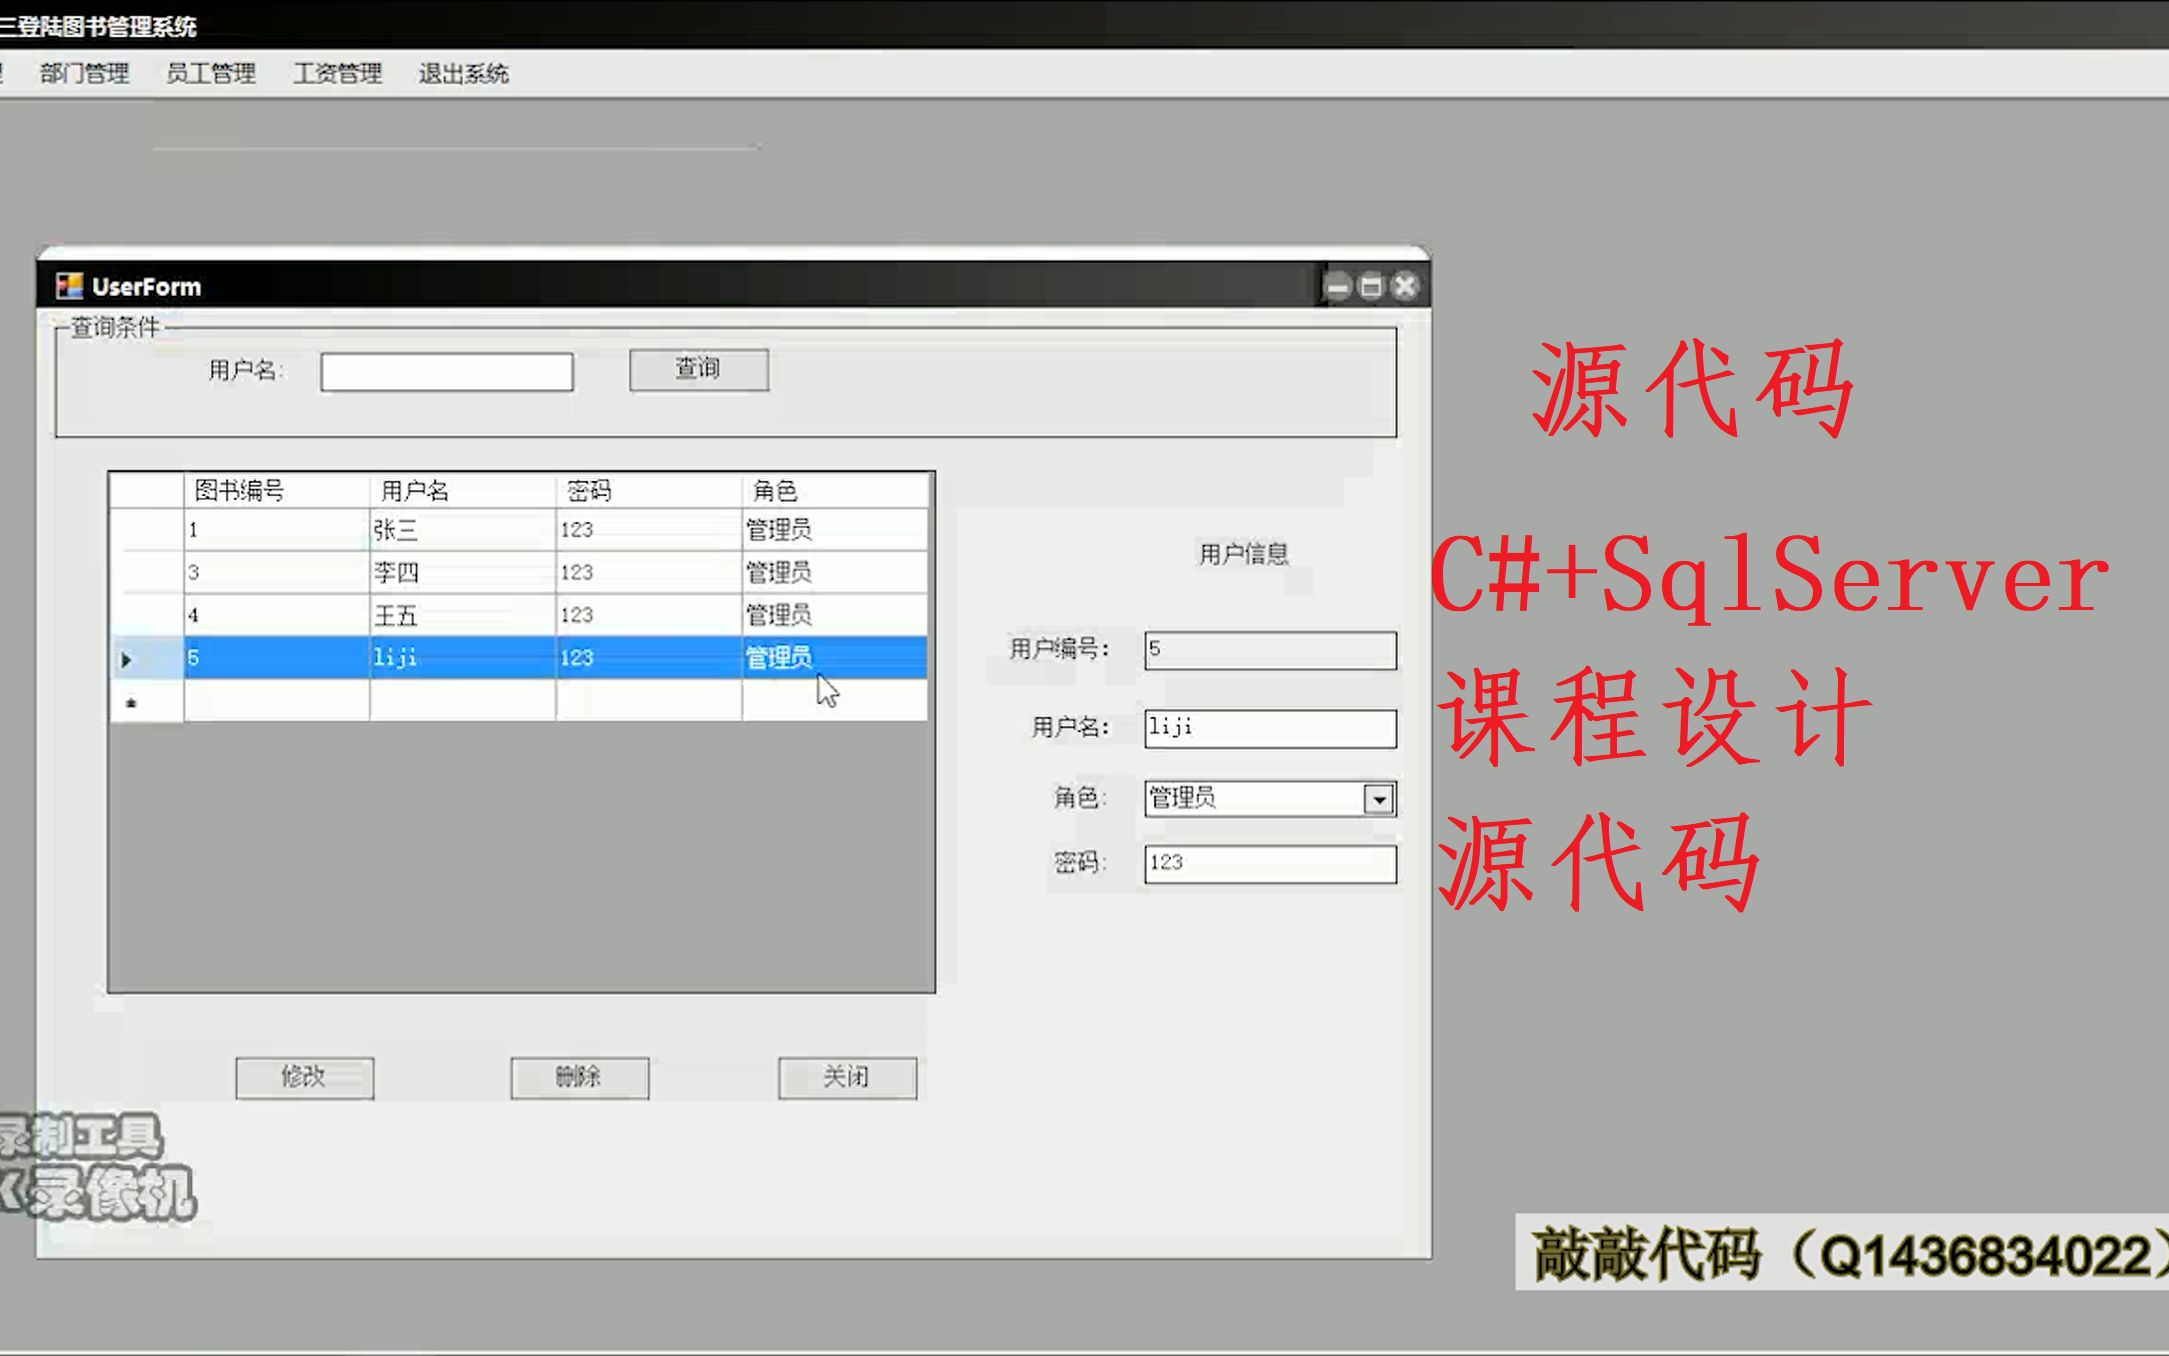 三登陆图书管理系统
部门管理 员工管理 工资管理 退出系统
UserForm
查询条件
用户名: 查询
源代码
图书编号 用户名 密码 角色
1 张三 123 管理员
3 李四 123 管理员
4 王五 123 管理员
5 liji 123 管理员
*
用户信息
用户编号: 5
用户名: liji
角色: 管理员
密码: 123
C#+SqlServer
课程设计
源代码
修改 删除 关闭
录制工具
K录像机
敲敲代码（Q1436834022）